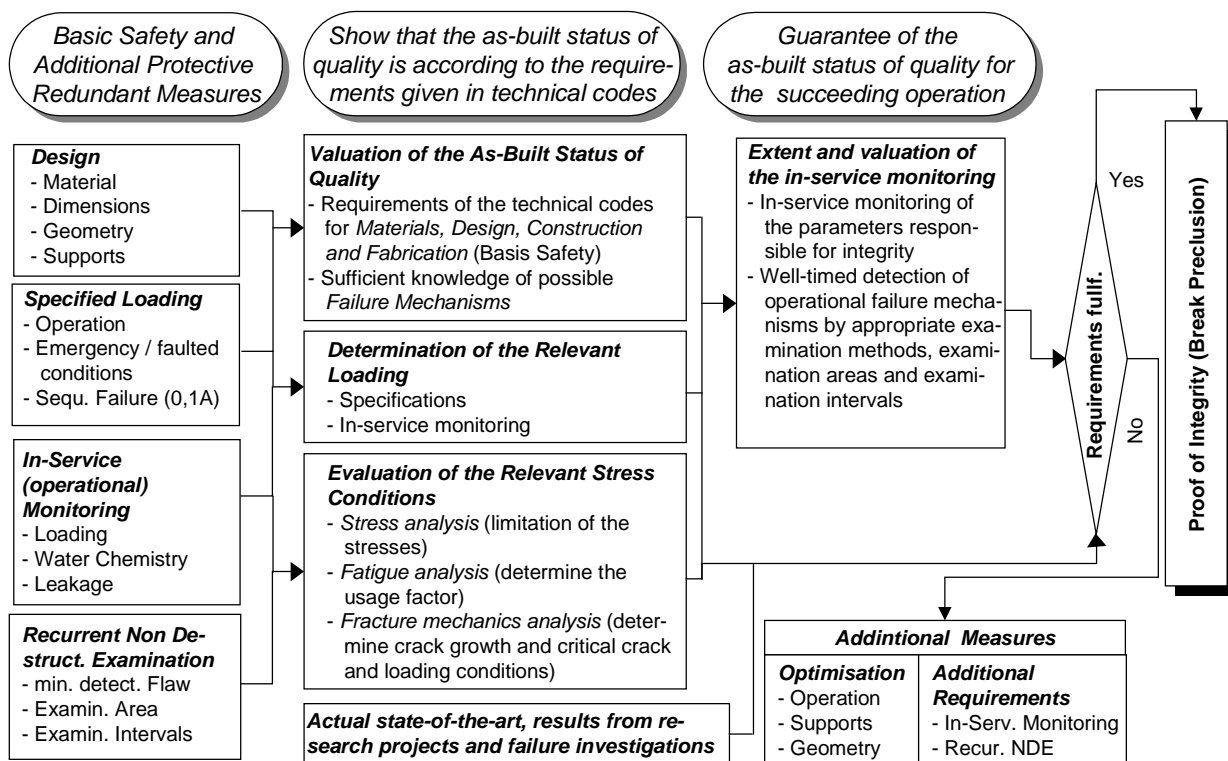 Basic Safety and
Additional Protective
Redundant Measures
Show that the as-built status of
quality is according to the require-
ments given in technical codes
Guarantee of the
as-built status of quality for
the succeeding operation
Design
- Material
- Dimensions
- Geometry
- Supports
Specified Loading
- Operation
- Emergency / faulted
conditions
- Sequ. Failure (0,1A)
In-Service
(operational)
Monitoring
- Loading
- Water Chemistry
- Leakage
Recurrent Non De-
struct. Examination
- min. detect. Flaw
- Examin. Area
- Examin. Intervals
Valuation of the As-Built Status of
Quality
- Requirements of the technical codes
for Materials, Design, Construction
and Fabrication (Basis Safety)
- Sufficient knowledge of possible
Failure Mechanisms
Determination of the Relevant
Loading
- Specifications
- In-service monitoring
Evaluation of the Relevant Stress
Conditions
- Stress analysis (limitation of the
stresses)
- Fatigue analysis (determine the
usage factor)
- Fracture mechanics analysis (deter-
mine crack growth and critical crack
and loading conditions)
Actual state-of-the-art, results from re-
search projects and failure investigations
Extent and valuation of
the in-service monitoring
- In-service monitoring of
the parameters respon-
sible for integrity
- Well-timed detection of
operational failure mecha-
nisms by appropriate exa-
mination methods, exami-
nation areas and exami-
nation intervals
Requirements fullf.
Yes
No
Proof of Integrity (Break Preclusion)
Addintional Measures
Optimisation
- Operation
- Supports
- Geometry
Additional
Requirements
- In-Serv. Monitoring
- Recur. NDE